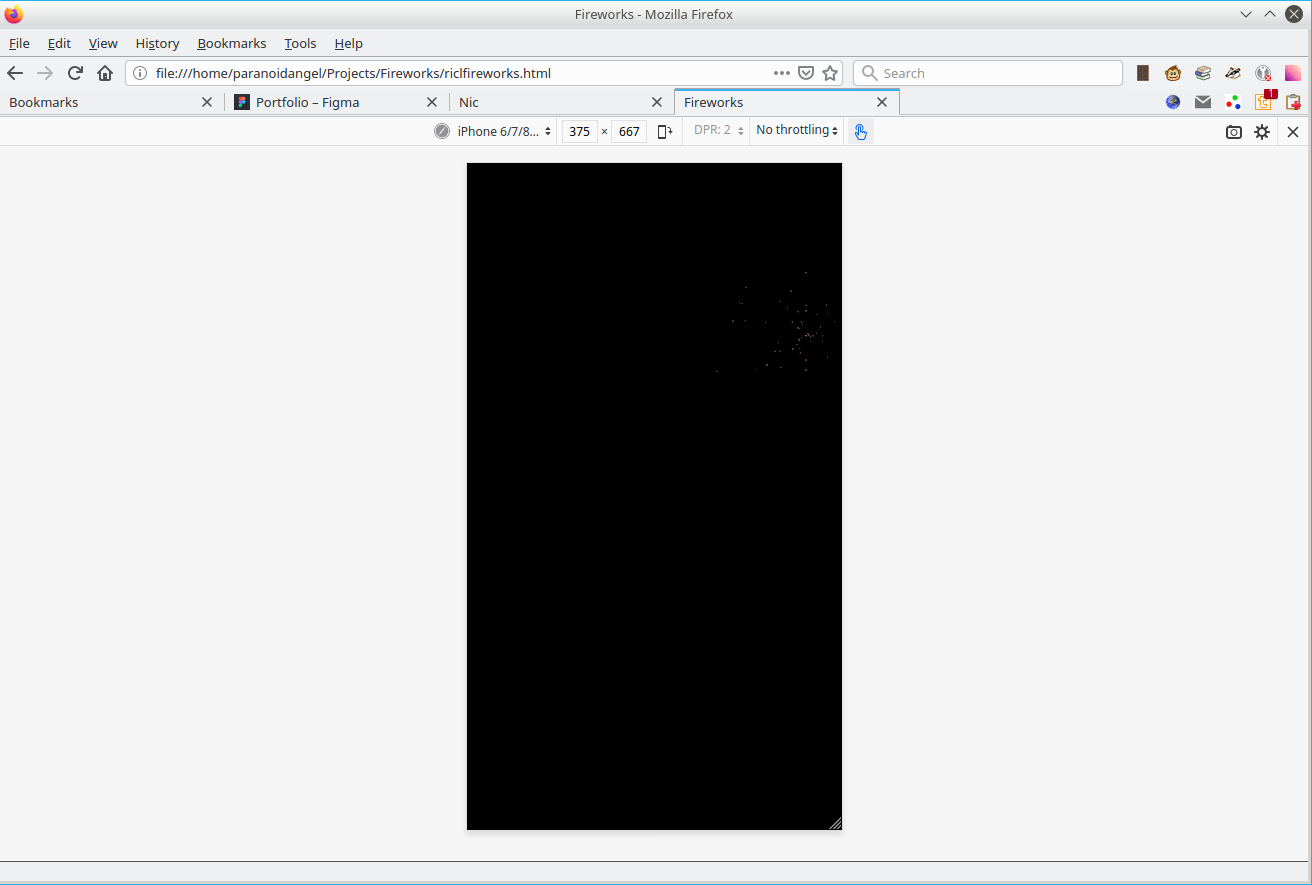 Fireworks - Mozilla Firefox
File Edit View History Bookmarks Tools Help
file:///home/paranoidangel/Projects/Fireworks/riclfireworks.html Search
Bookmarks Portfolio – Figma Nic Fireworks 1
iPhone 6/7/8... 375 × 667 DPR: 2 No throttling